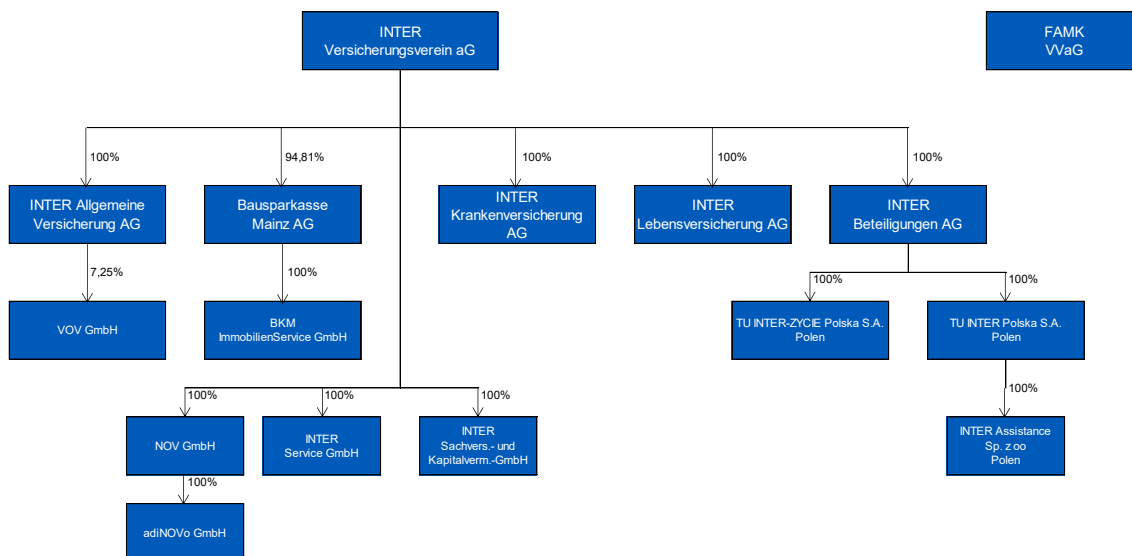 INTER
Versicherungsverein aG
FAMK
VVaG
100%
94,81%
100%
100%
100%
INTER Allgemeine
Versicherung AG
Bausparkasse
Mainz AG
INTER
Krankenversicherung
AG
INTER
Lebensversicherung AG
INTER
Beteiligungen AG
7,25%
100%
100%
100%
VOV GmbH
BKM
ImmobilienService GmbH
TU INTER-ZYCIE Polska S.A.
Polen
TU INTER Polska S.A.
Polen
100%
100%
100%
100%
NOV GmbH
INTER
Service GmbH
INTER
Sachvers.- und
Kapitalverm.-GmbH
INTER Assistance
Sp. z oo
Polen
100%
adiNOVo GmbH